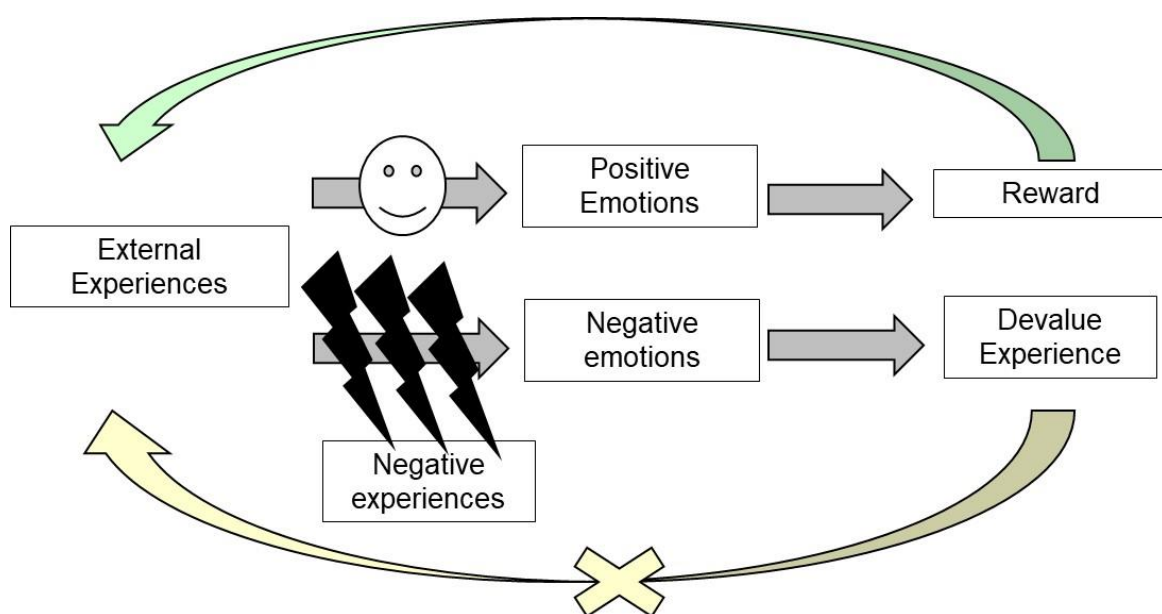 Positive
Emotions
Reward
External
Experiences
Negative
emotions
Devalue
Experience
Negative
experiences